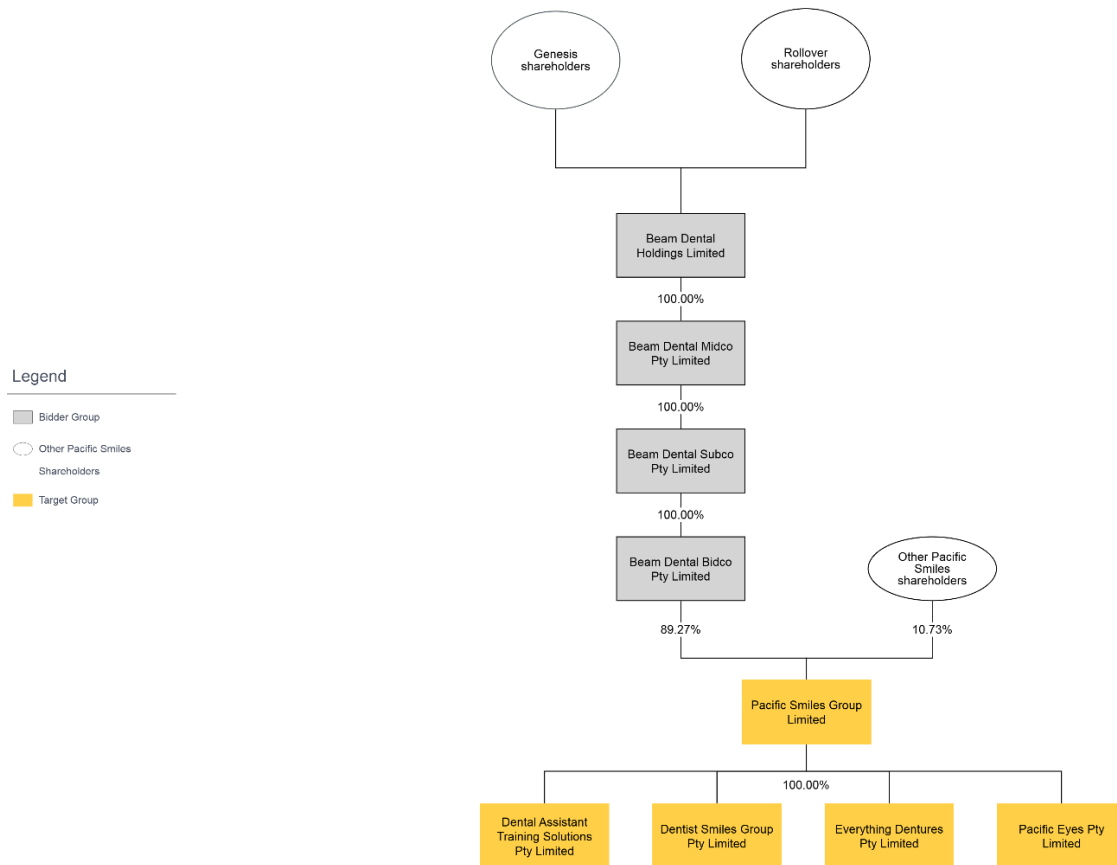 Genesis
shareholders
Rollover
shareholders
Beam Dental
Holdings Limited
100.00%
Beam Dental Midco
Pty Limited
100.00%
Legend
Bidder Group
Other Pacific Smiles
Shareholders
Target Group
Beam Dental Subco
Pty Limited
100.00%
Beam Dental Bidco
Pty Limited
Other Pacific
Smiles
shareholders
89.27%
10.73%
Pacific Smiles Group
Limited
100.00%
Dental Assistant
Training Solutions
Pty Limited
Dentist Smiles Group
Pty Limited
Everything Dentures
Pty Limited
Pacific Eyes Pty
Limited